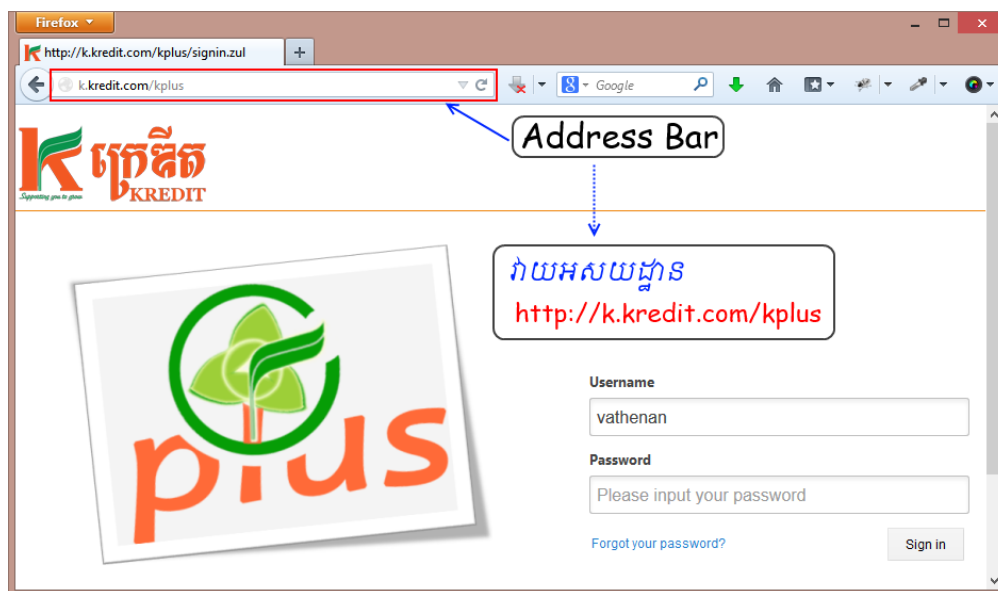 Firefox
http://k.kredit.com/kplus/signin.zul
+
k.kredit.com/kplus
Google
Address Bar
K ក្រេឌីត
KREDIT
Supporting you to grow
វាយអសយដ្ឋាន
http://k.kredit.com/kplus
plus
Username
vathenan
Password
Please input your password
Forgot your password?
Sign in